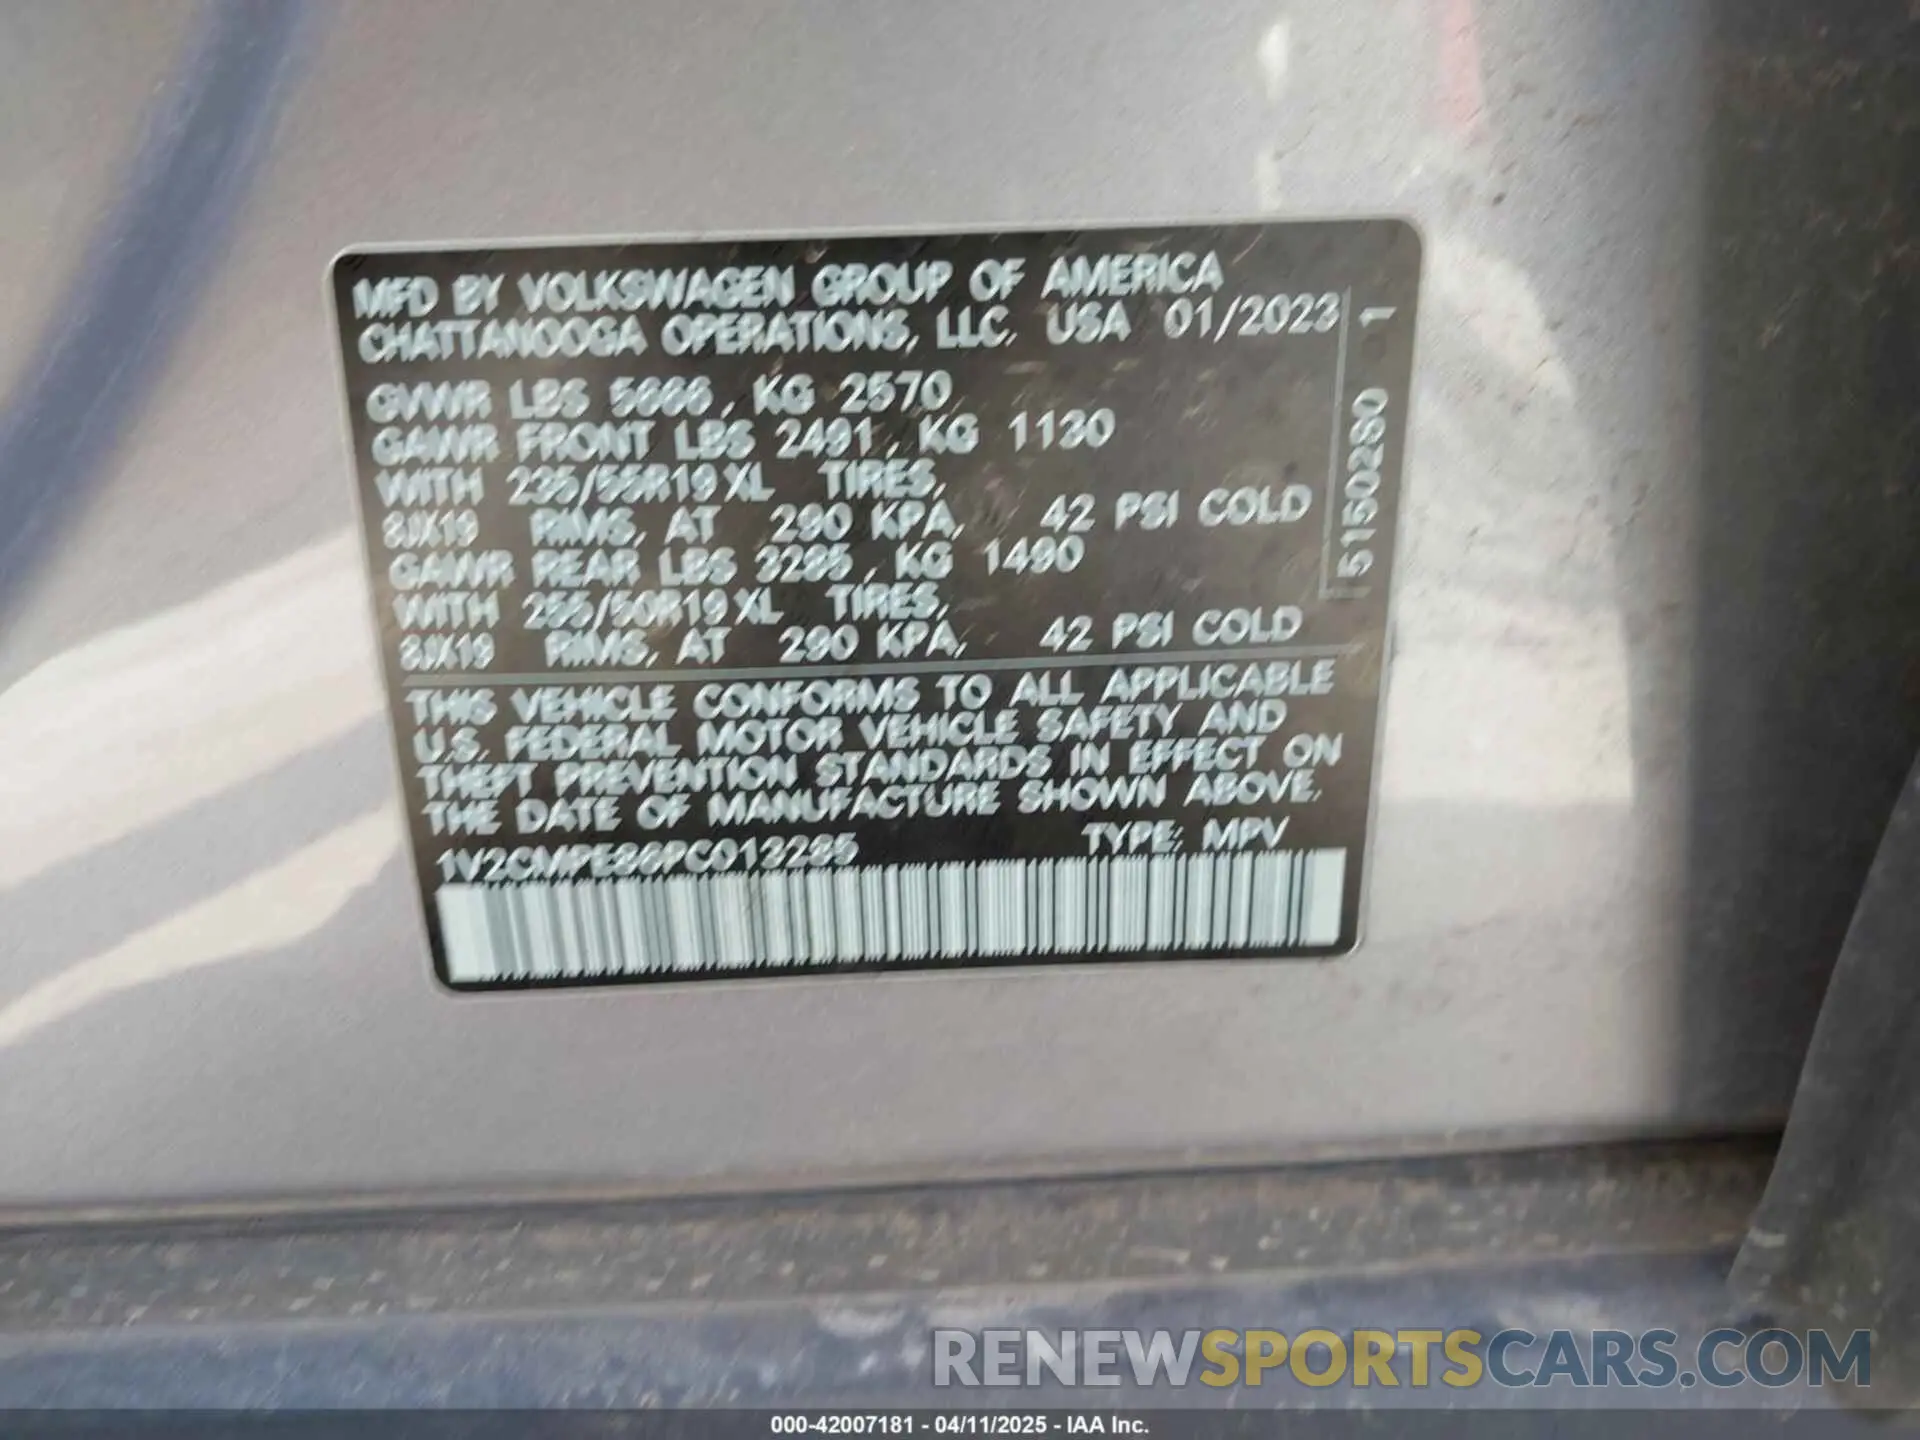 MFD BY VOLKSWAGEN GROUP OF AMERICA
CHATTANOOGA OPERATIONS, LLC. USA 01/2023
GVWR LBS 5666, KG 2570
GAWR FRONT LBS 2491, KG 1130
WITH 235/55R19 XL TIRES,
8JX19 RIMS, AT 290 KPA, 42 PSI COLD
GAWR REAR LBS 3285, KG 1490
WITH 255/50R19 XL TIRES,
8JX19 RIMS, AT 290 KPA, 42 PSI COLD
THIS VEHICLE CONFORMS TO ALL APPLICABLE
U.S. FEDERAL MOTOR VEHICLE SAFETY AND
THEFT PREVENTION STANDARDS IN EFFECT ON
THE DATE OF MANUFACTURE SHOWN ABOVE.
1V2CMPE86PC013285 TYPE: MPV
5150280 1
RENEWSPORTSCARS.COM
000-42007181 - 04/11/2025 - IAA Inc.